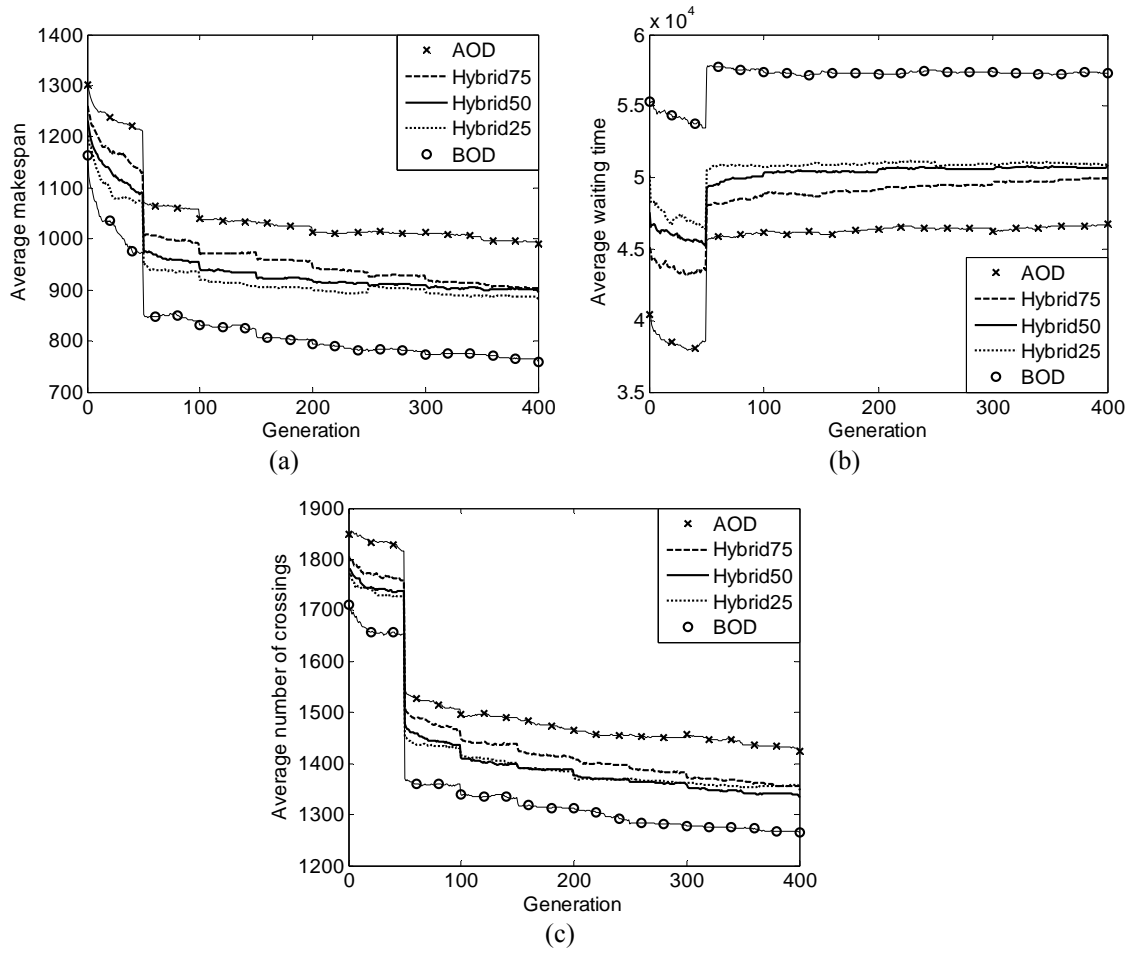 1300
1200
1100
1000
900
800
700
0
100
200
300
400
Average makespan
Generation
AOD
Hybrid75
Hybrid50
Hybrid25
BOD
(a)
x 10^4
6
5.5
5
4.5
4
3.5
0
100
200
300
400
Average waiting time
Generation
AOD
Hybrid75
Hybrid50
Hybrid25
BOD
(b)
1900
1800
1700
1600
1500
1400
1300
1200
0
100
200
300
400
Average number of crossings
Generation
AOD
Hybrid75
Hybrid50
Hybrid25
BOD
(c)